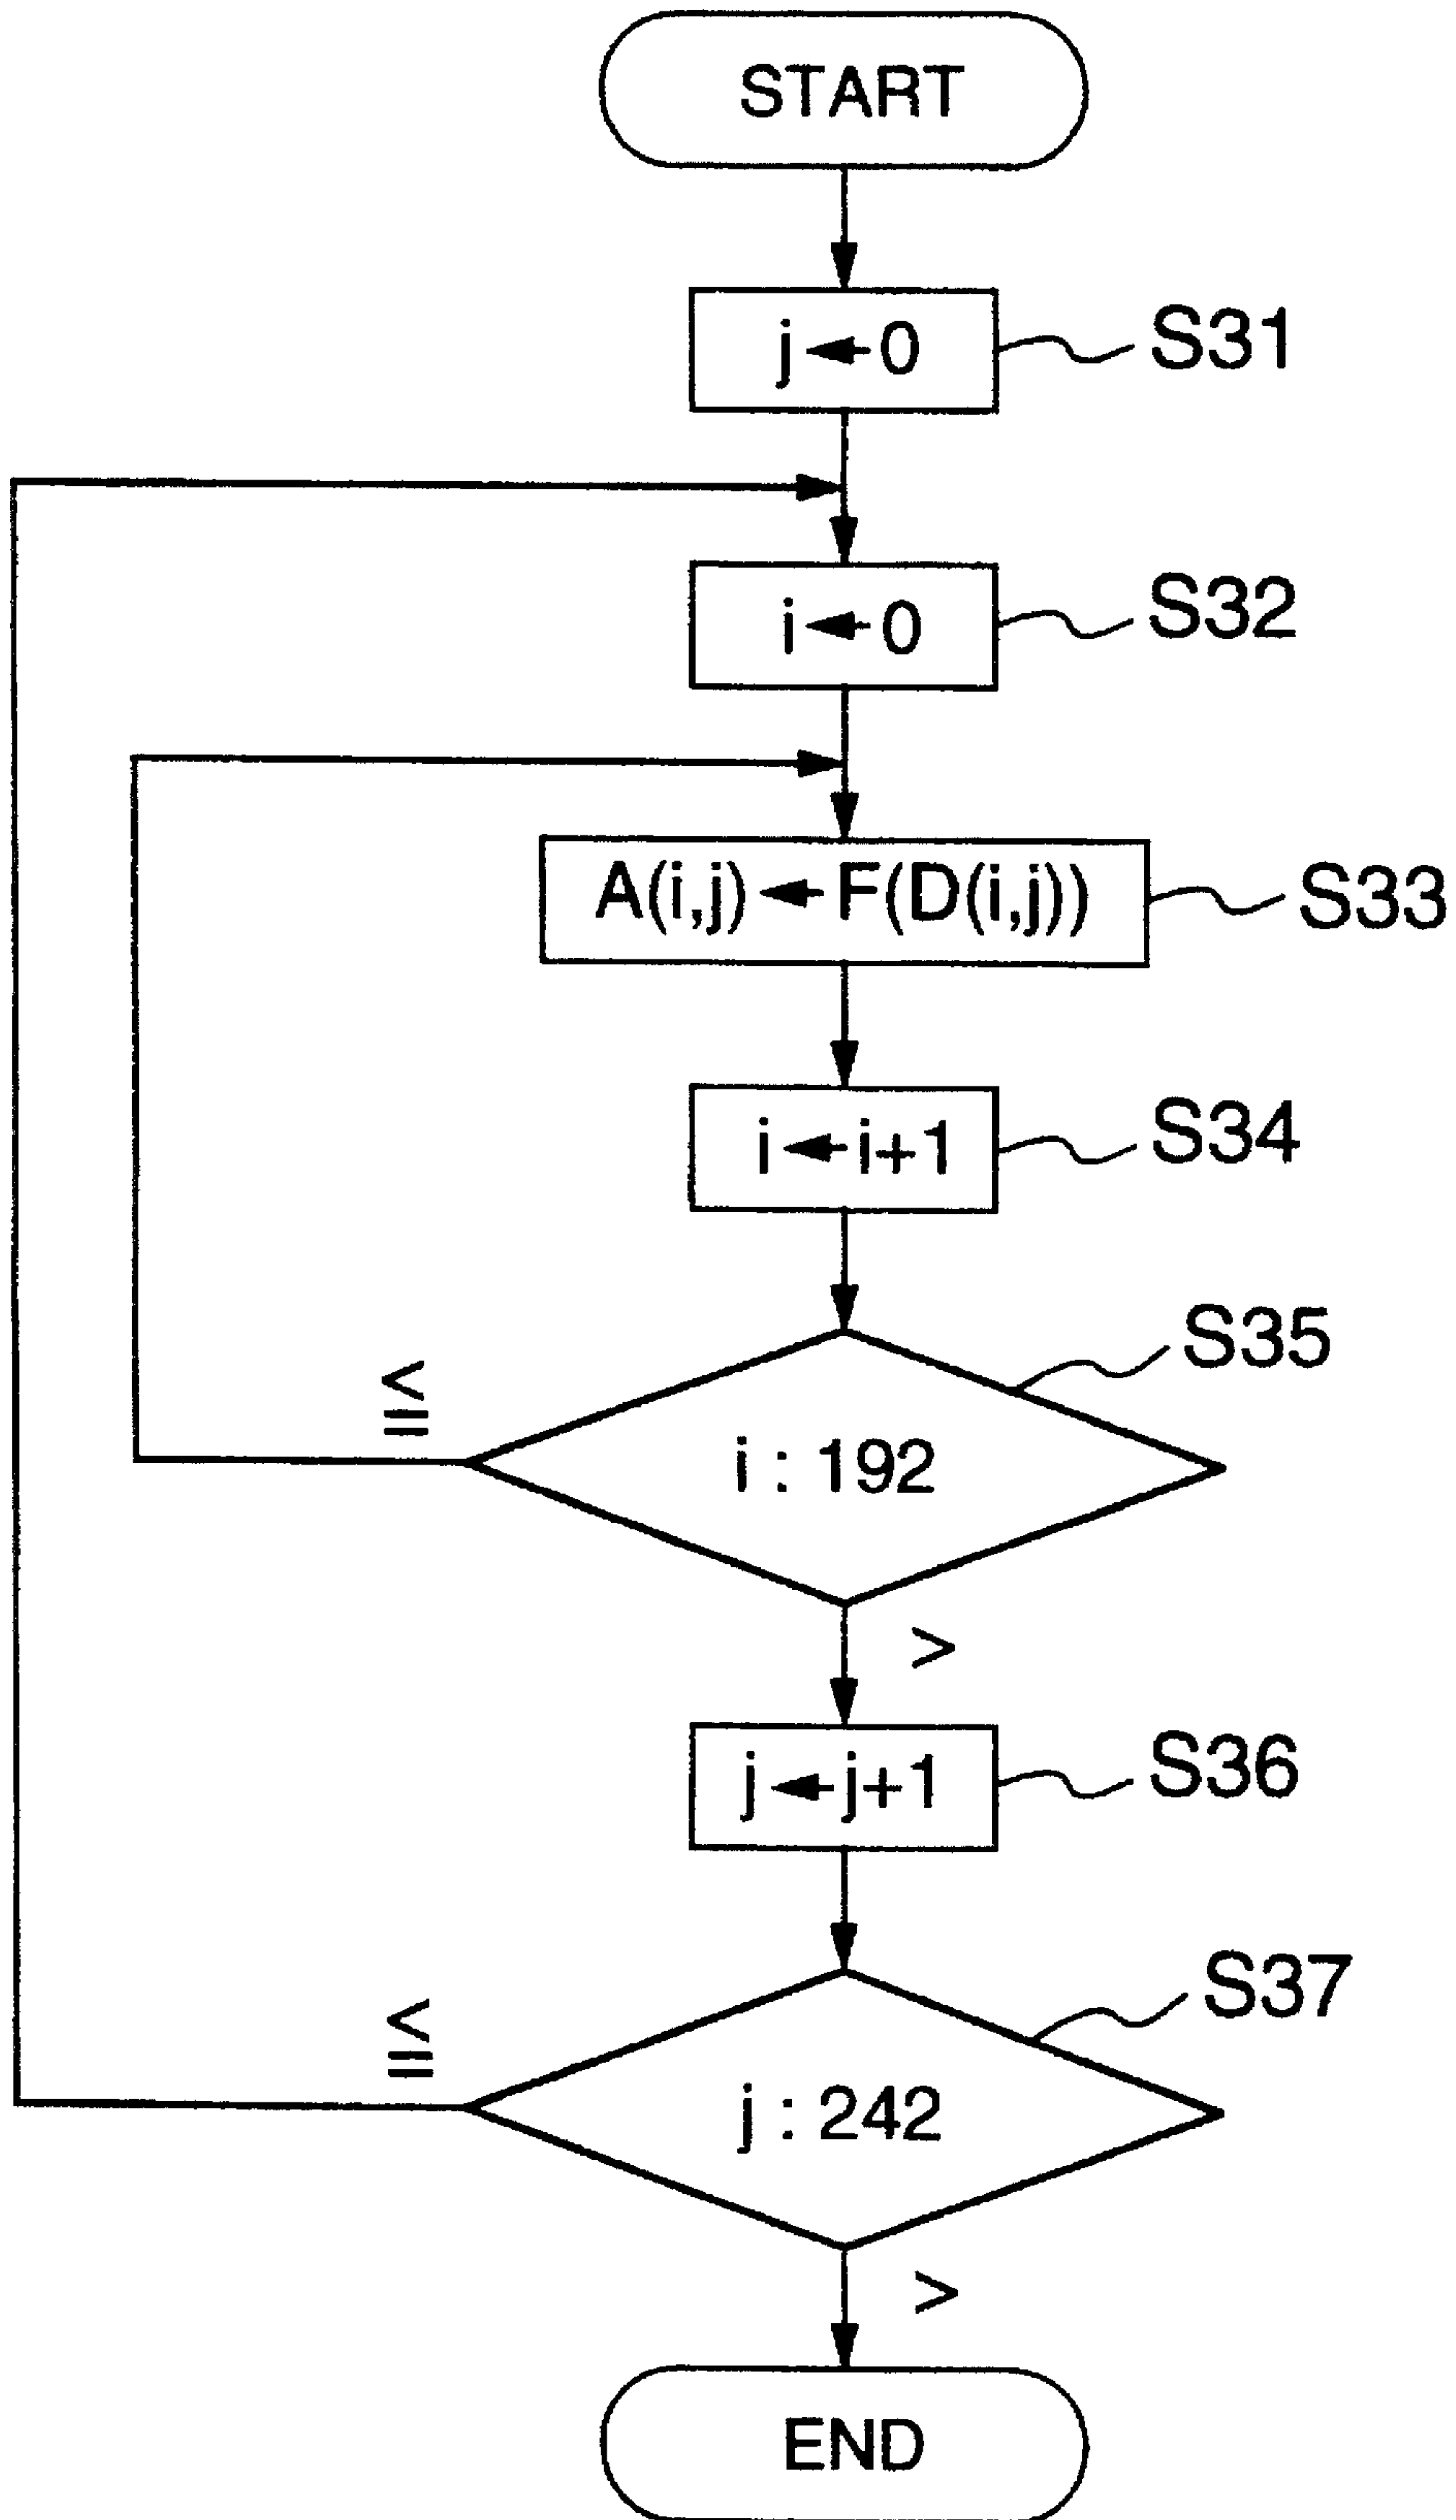 START
j ← 0
S31
i ← 0
S32
A(i,j) ← F(D(i,j))
S33
i ← i+1
S34
S35
≦
i : 192
>
j ← j+1
S36
S37
≦
j : 242
>
END